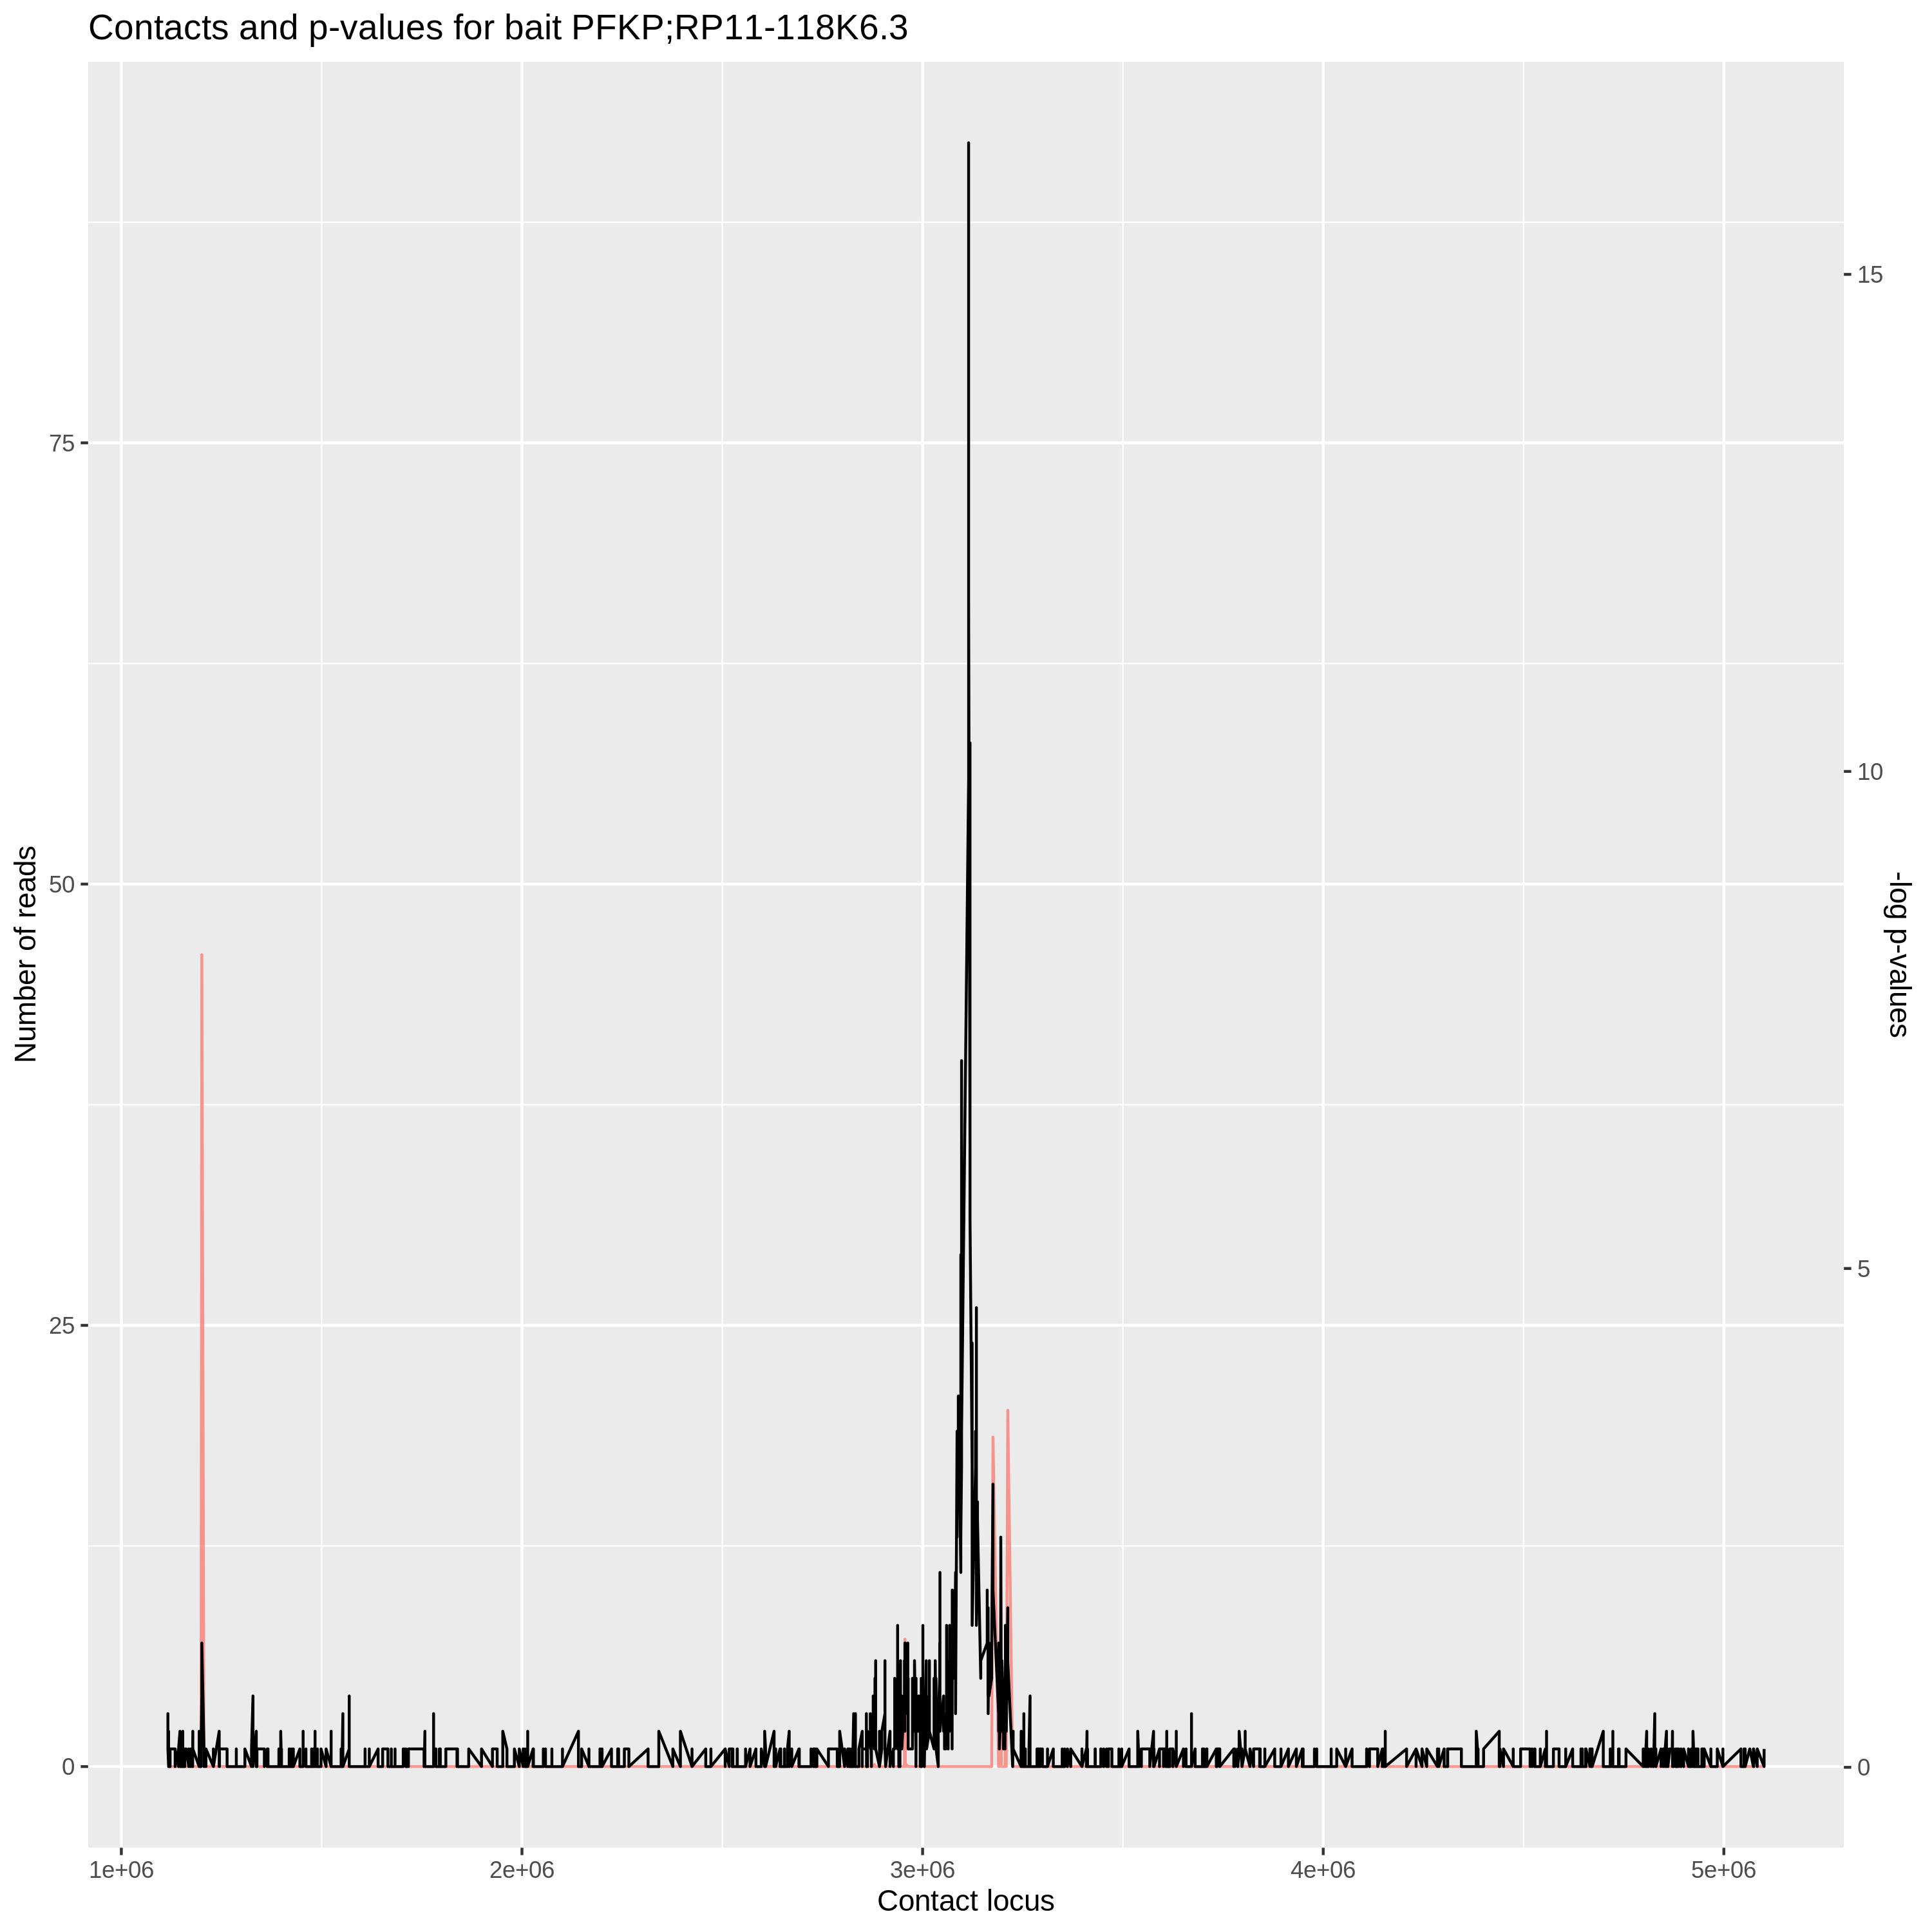 Contacts and p-values for bait PFKP;RP11-118K6.3
Number of reads
75
50
25
0
15
10
5
0
-log p-values
1e+06 2e+06 3e+06 4e+06 5e+06
Contact locus